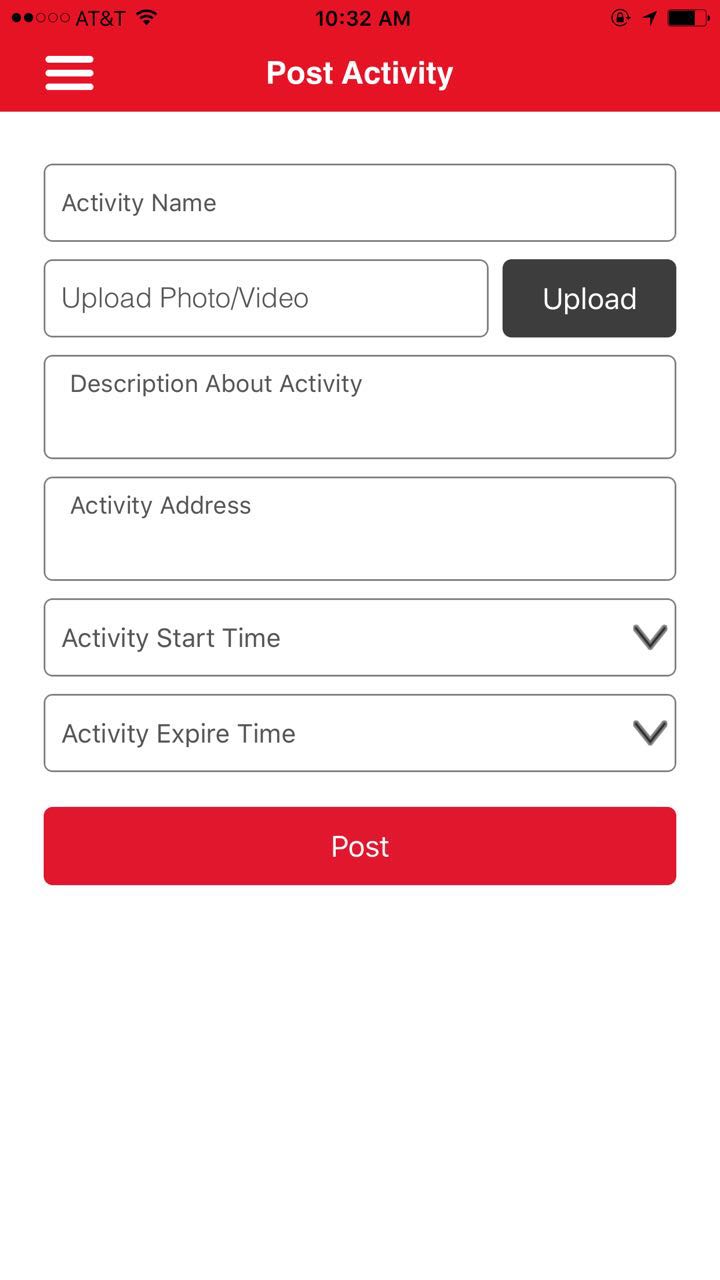 AT&T 10:32 AM
Post Activity
Activity Name
Upload Photo/Video Upload
Description About Activity
Activity Address
Activity Start Time
Activity Expire Time
Post